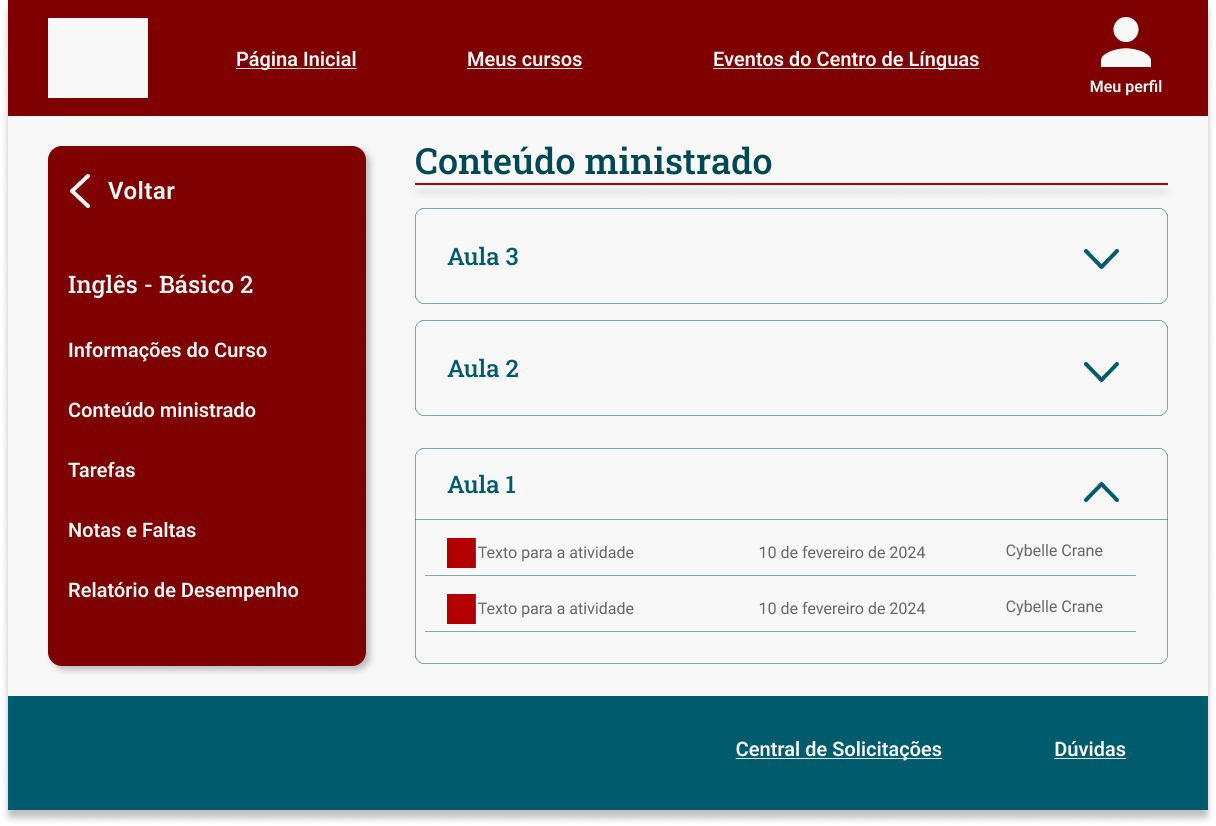 Página Inicial
Meus cursos
Eventos do Centro de Línguas
Meu perfil
Voltar
Inglês - Básico 2
Informações do Curso
Conteúdo ministrado
Tarefas
Notas e Faltas
Relatório de Desempenho
Conteúdo ministrado
Aula 3
Aula 2
Aula 1
Texto para a atividade 10 de fevereiro de 2024 Cybelle Crane
Texto para a atividade 10 de fevereiro de 2024 Cybelle Crane
Central de Solicitações
Dúvidas